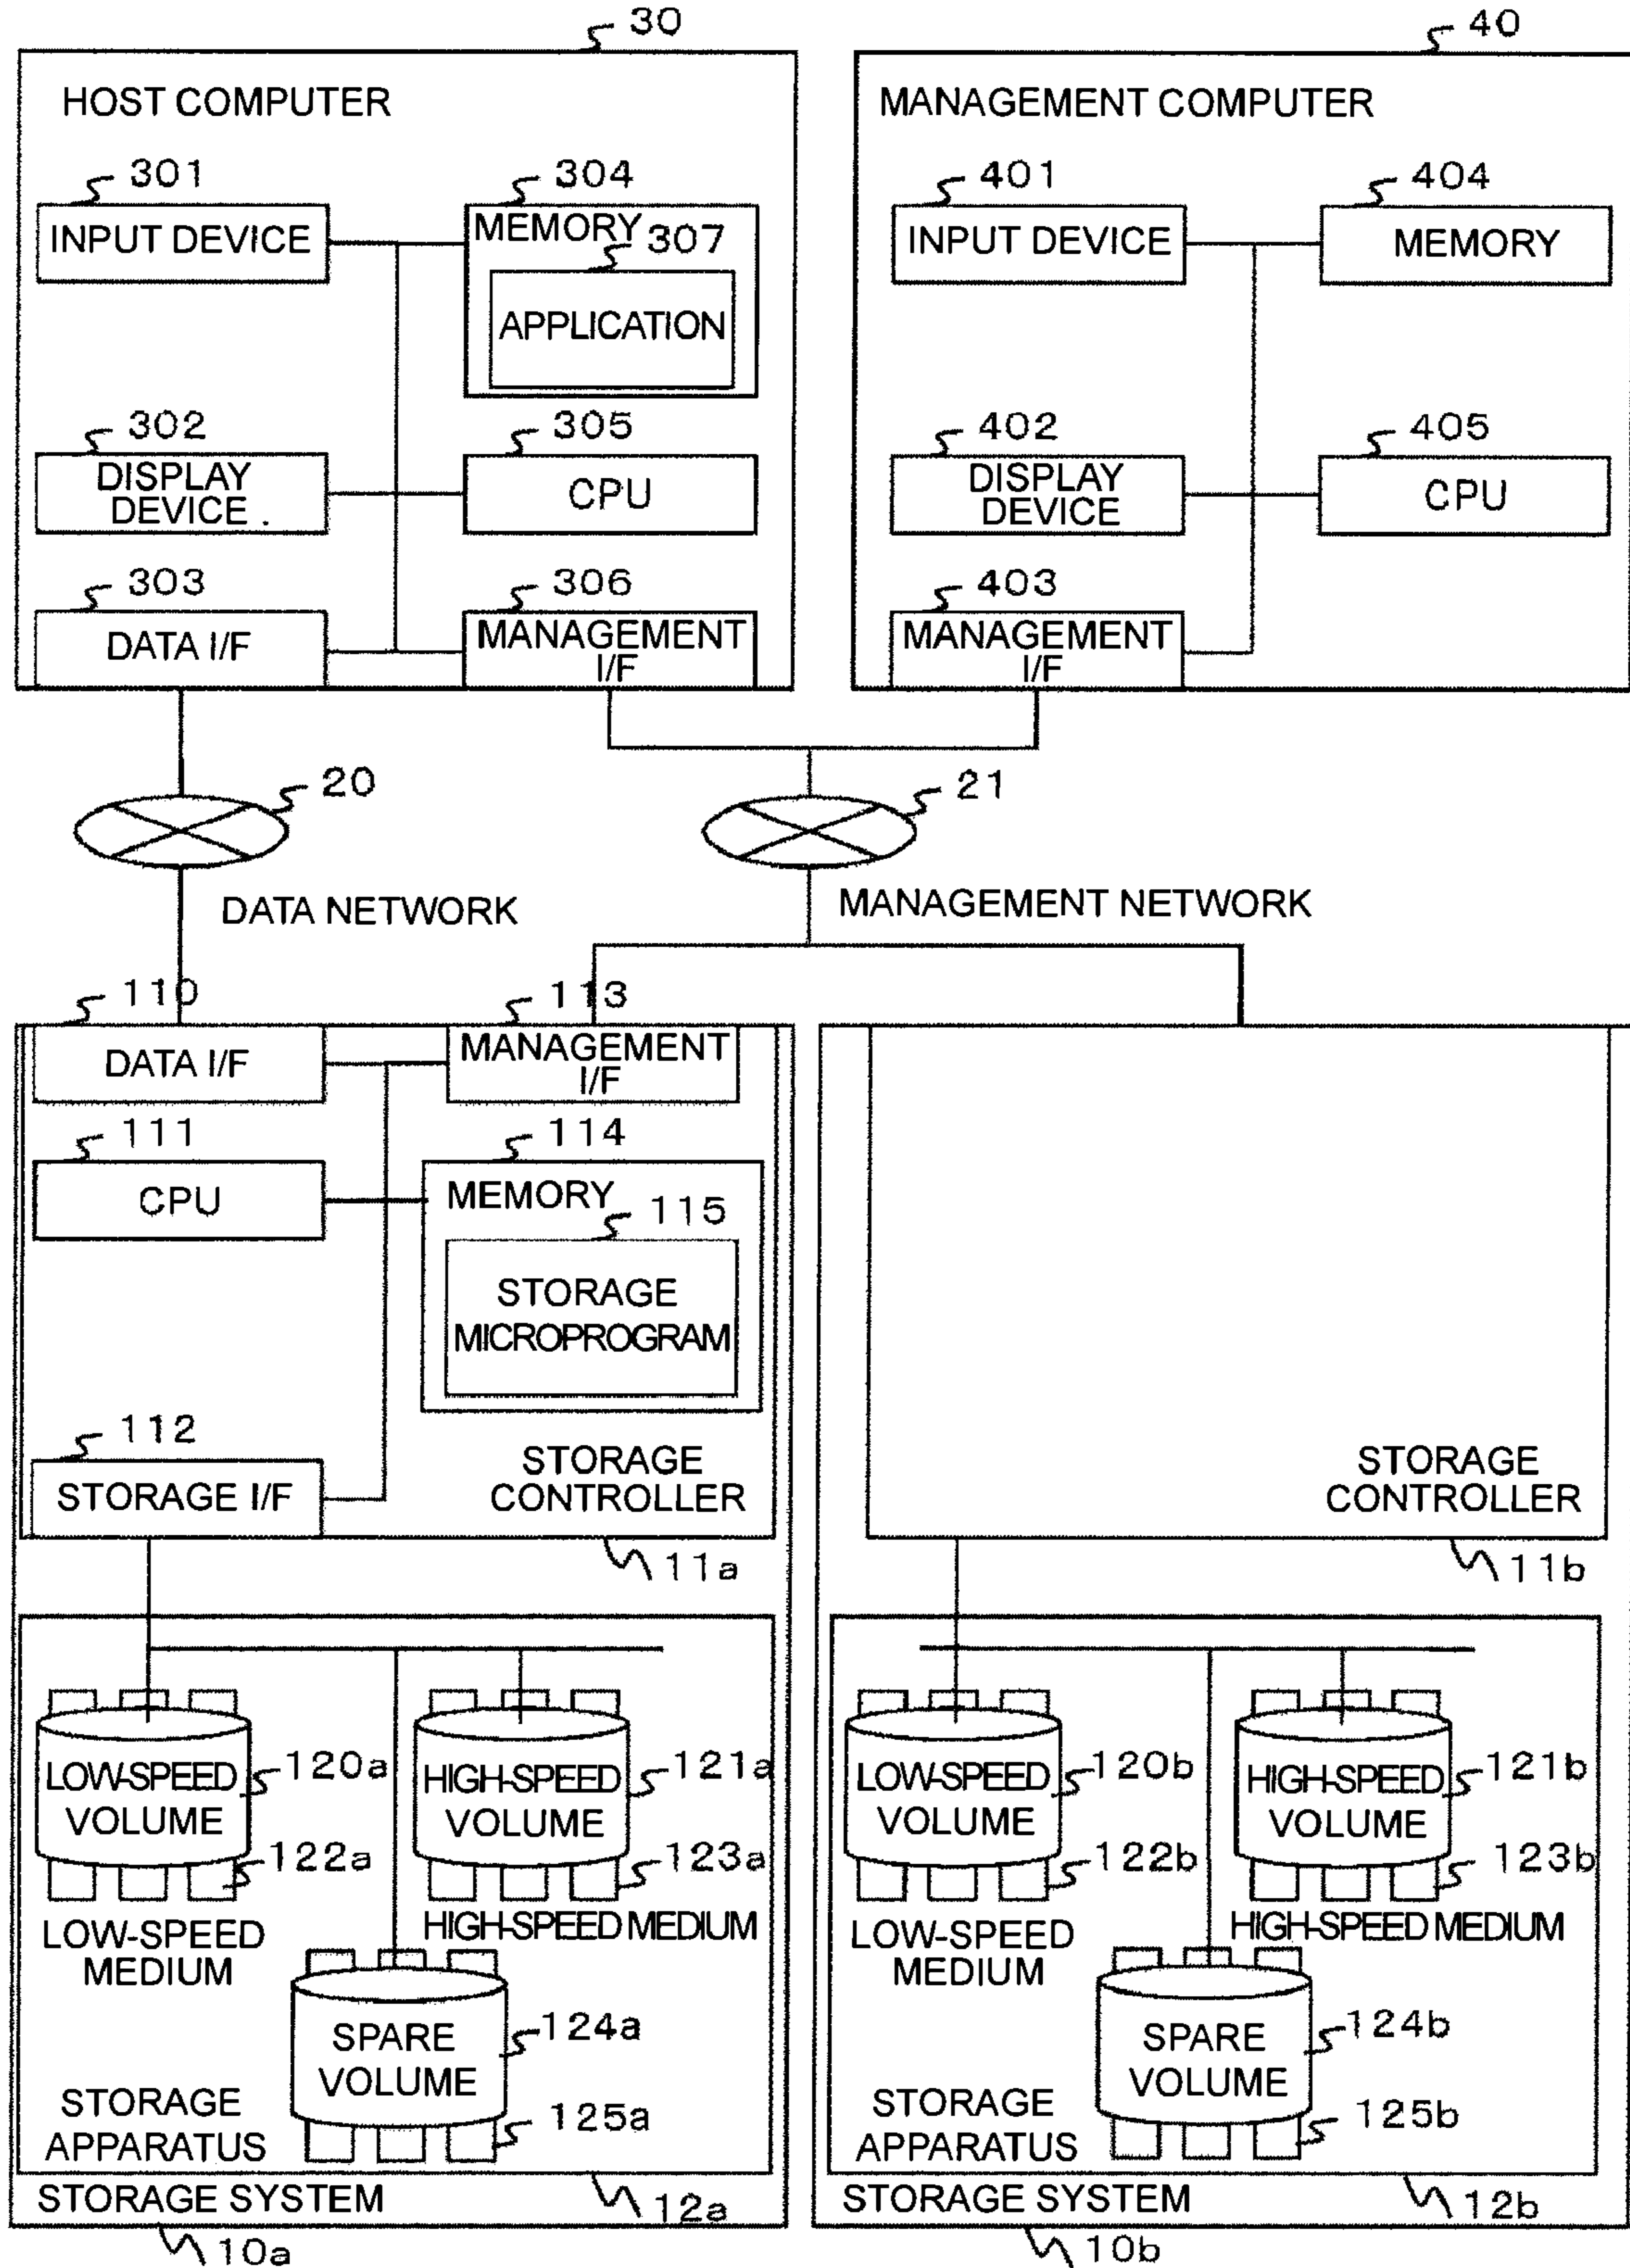 30
HOST COMPUTER
301
INPUT DEVICE
304
MEMORY
307
APPLICATION
302
DISPLAY
DEVICE
305
CPU
303
DATA I/F
306
MANAGEMENT
I/F
40
MANAGEMENT COMPUTER
401
INPUT DEVICE
404
MEMORY
402
DISPLAY
DEVICE
405
CPU
403
MANAGEMENT
I/F
20
DATA NETWORK
21
MANAGEMENT NETWORK
110
DATA I/F
113
MANAGEMENT
I/F
111
CPU
114
MEMORY
115
STORAGE
MICROPROGRAM
112
STORAGE I/F
STORAGE
CONTROLLER
11a
LOW-SPEED
VOLUME
120a
122a
LOW-SPEED
MEDIUM
HIGH-SPEED
VOLUME
121a
123a
HIGH-SPEED MEDIUM
SPARE
VOLUME
124a
125a
STORAGE
APPARATUS
12a
STORAGE SYSTEM
10a
STORAGE
CONTROLLER
11b
LOW-SPEED
VOLUME
120b
122b
LOW-SPEED
MEDIUM
HIGH-SPEED
VOLUME
121b
123b
HIGH-SPEED MEDIUM
SPARE
VOLUME
124b
125b
STORAGE
APPARATUS
12b
STORAGE SYSTEM
10b